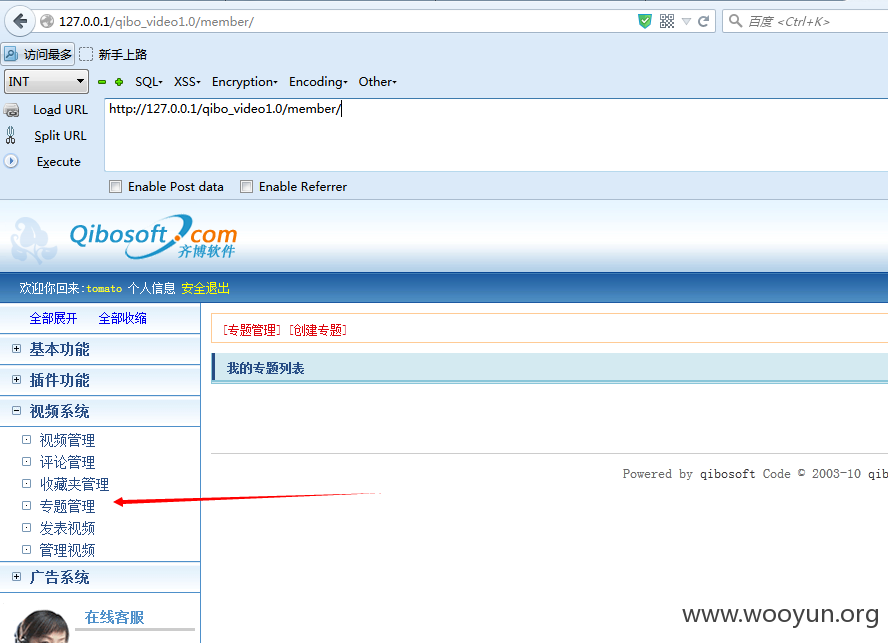 127.0.0.1/qibo_video1.0/member/
百度 <Ctrl+K>
访问最多 新手上路
INT SQL XSS Encryption Encoding Other
Load URL http://127.0.0.1/qibo_video1.0/member/
Split URL
Execute
Enable Post data Enable Referrer
Qibosoft.com
齐博软件
欢迎你回来:tomato 个人信息 安全退出
全部展开 全部收缩
[专题管理] [创建专题]
基本功能
我的专题列表
插件功能
视频系统
视频管理
评论管理
收藏夹管理
专题管理
发表视频
管理视频
Powered by qibosoft Code © 2003-10 qib
广告系统
在线客服
www.wooyun.org